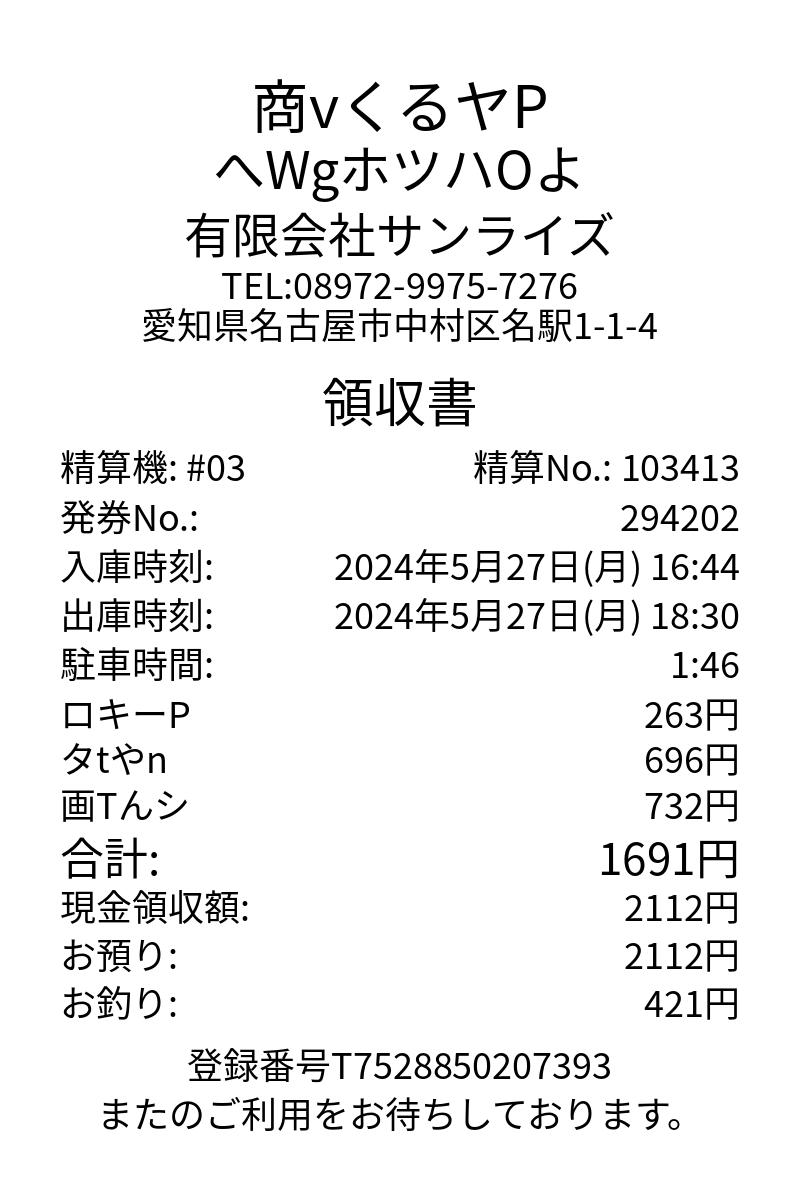 商vくるヤP
へWgホツハOよ
有限会社サンライズ
TEL:08972-9975-7276
愛知県名古屋市中村区名駅1-1-4
領収書
精算機: #03 精算No.: 103413
発券No.: 294202
入庫時刻: 2024年5月27日(月) 16:44
出庫時刻: 2024年5月27日(月) 18:30
駐車時間: 1:46
ロキーP 263円
タtやn 696円
画Tんシ 732円
合計: 1691円
現金領収額: 2112円
お預り: 2112円
お釣り: 421円
登録番号T7528850207393
またのご利用をお待ちしております。